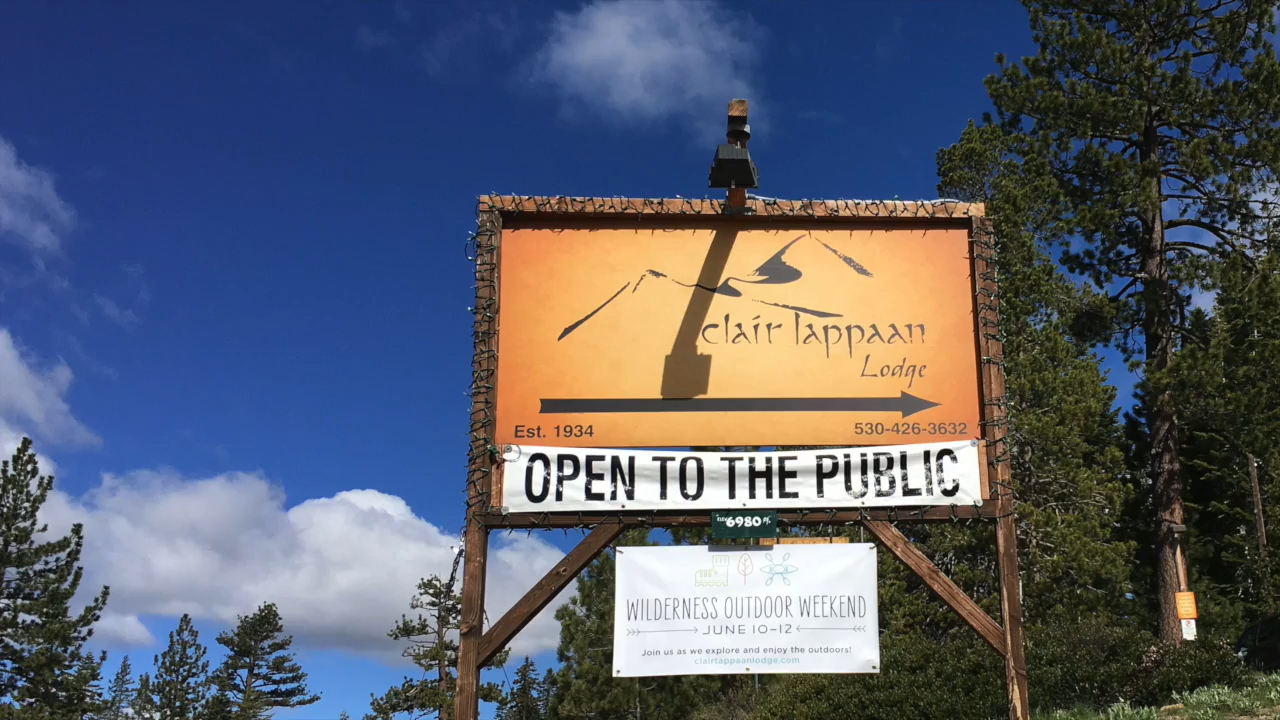 clair tappaan
Lodge
Est. 1934
530-426-3632
OPEN TO THE PUBLIC
6980
WILDERNESS OUTDOOR WEEKEND
JUNE 10-12
Join us as we explore and enjoy the outdoors!
clairtappaanlodge.com